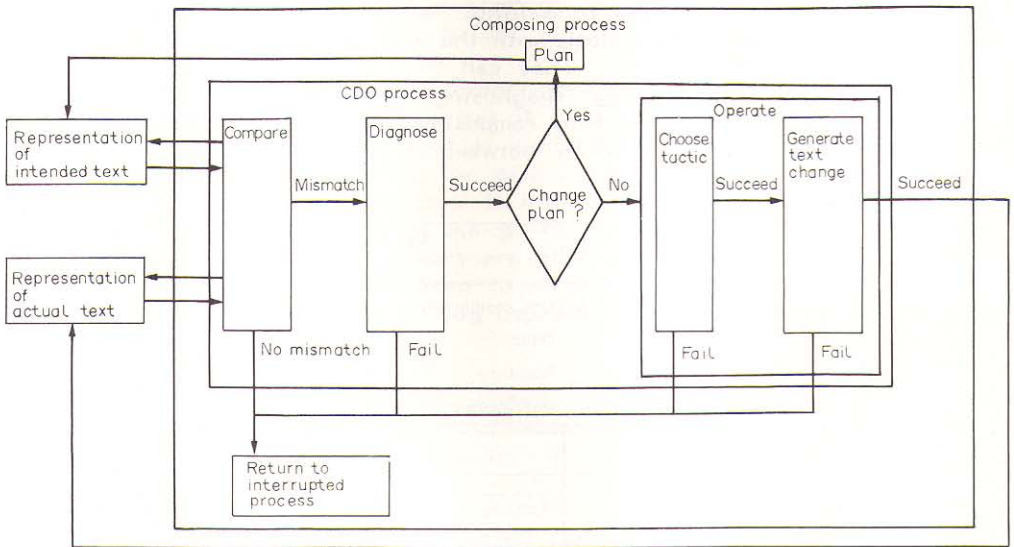 Composing process
Plan
CDO process
Yes
Operate
Representation
of
intended text
Compare
Diagnose
Choose
tactic
Generate
text
change
Mismatch
Succeed
Change
plan ?
No
Succeed
Succeed
Representation
of
actual text
No mismatch
Fail
Fail
Fail
Return to
interrupted
process